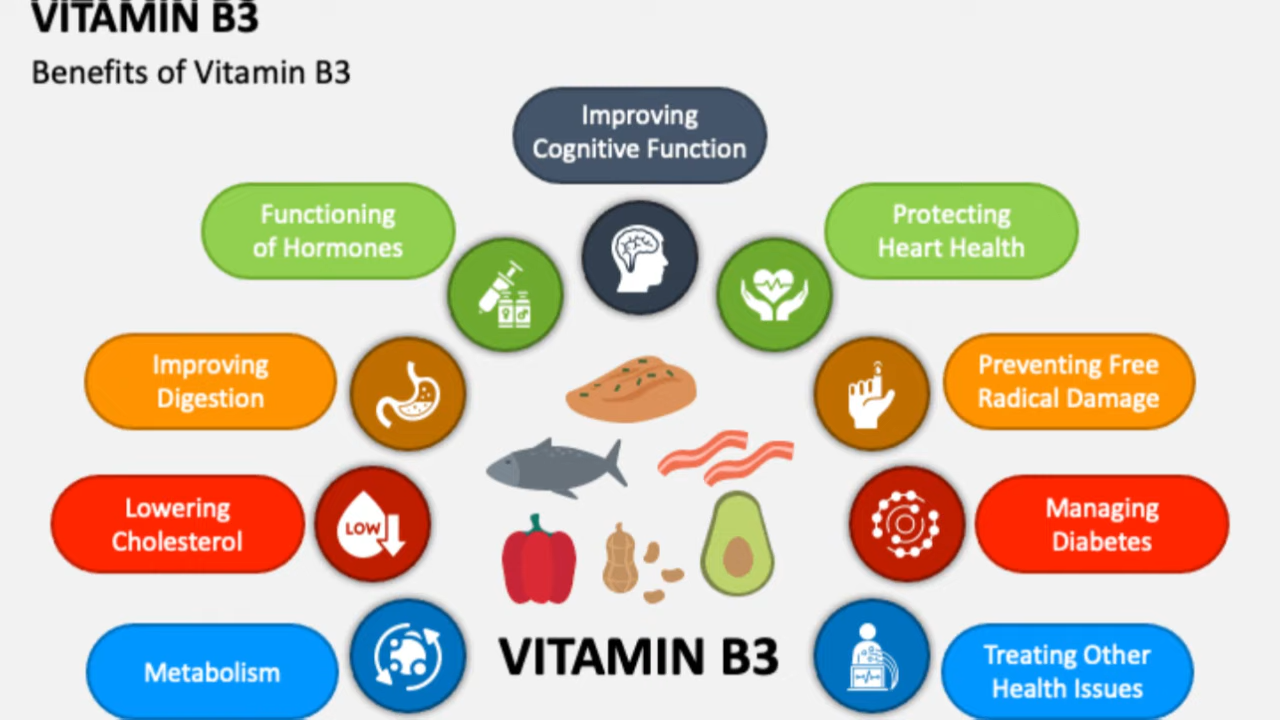 VITAMIN B3
Benefits of Vitamin B3
Improving
Cognitive Function
Functioning
of Hormones
Protecting
Heart Health
Improving
Digestion
Preventing Free
Radical Damage
Lowering
Cholesterol
LOW
Managing
Diabetes
Metabolism
VITAMIN B3
Treating Other
Health Issues